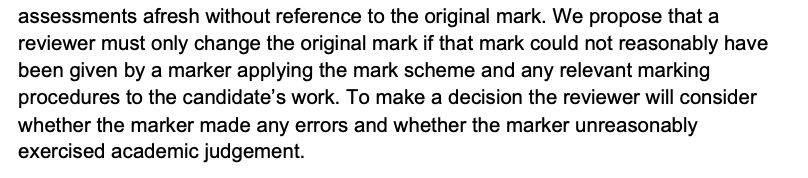 assessments afresh without reference to the original mark. We propose that a
reviewer must only change the original mark if that mark could not reasonably have
been given by a marker applying the mark scheme and any relevant marking
procedures to the candidate’s work. To make a decision the reviewer will consider
whether the marker made any errors and whether the marker unreasonably
exercised academic judgement.